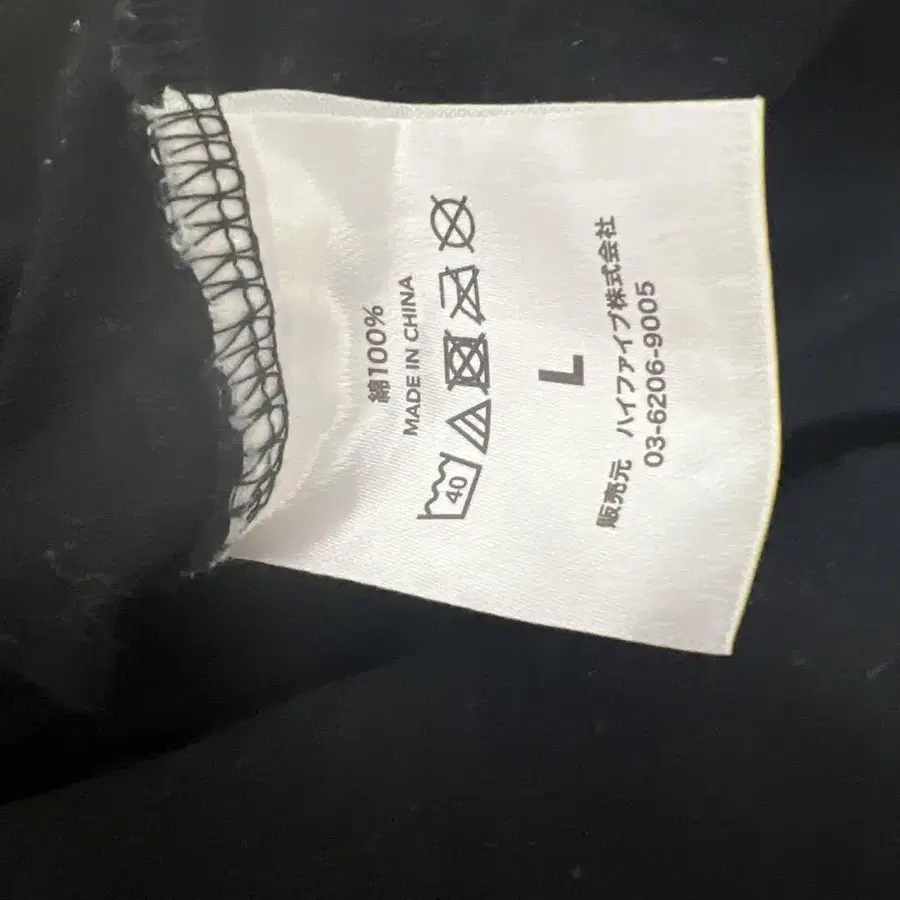 綿100%
MADE IN CHINA
40
L
販売元 ハイファイブ株式会社
03-6206-9005